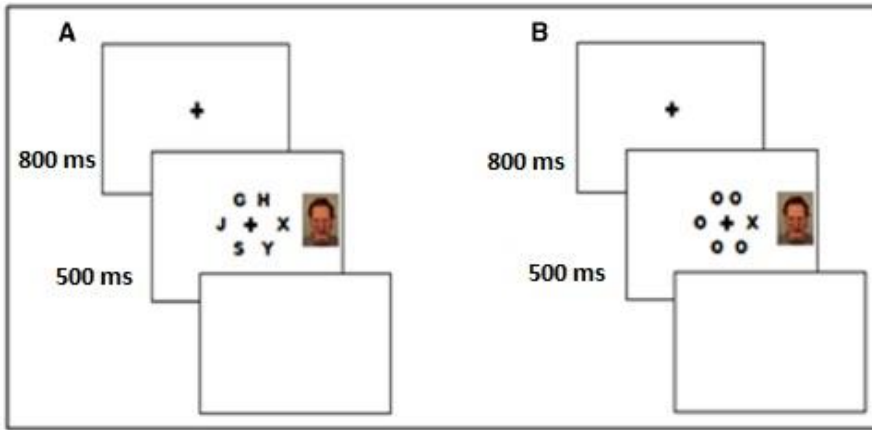 A
B
+
+
800 ms
800 ms
G H
J + X
S Y
O O
O + X
O O
500 ms
500 ms